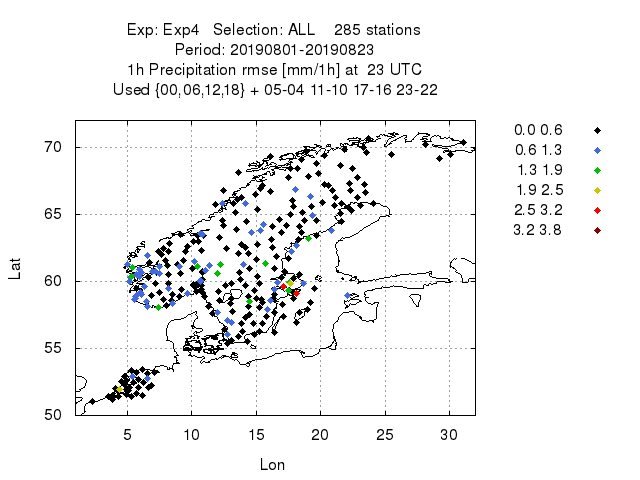 Exp: Exp4 Selection: ALL 285 stations
Period: 20190801-20190823
1h Precipitation rmse [mm/1h] at 23 UTC
Used {00,06,12,18} + 05-04 11-10 17-16 23-22
0.0 0.6
0.6 1.3
1.3 1.9
1.9 2.5
2.5 3.2
3.2 3.8
70
65
60
55
50
Lat
5 10 15 20 25 30
Lon